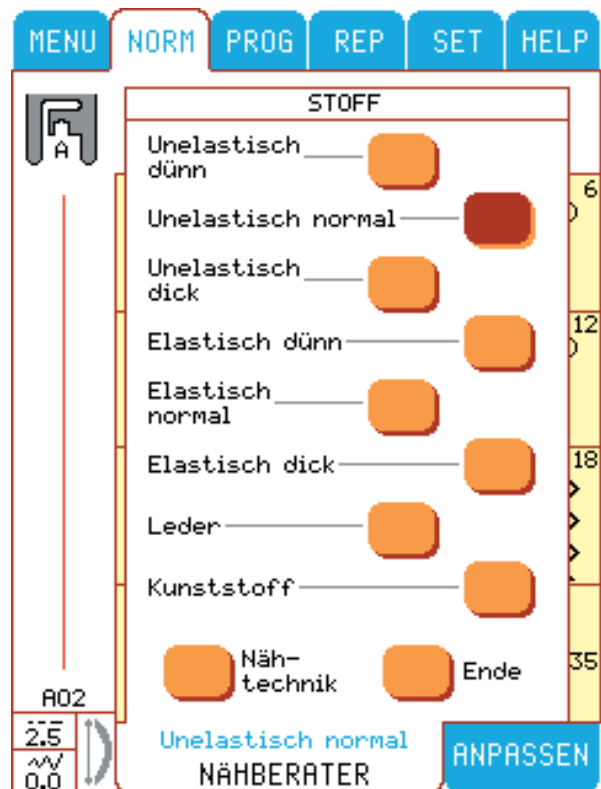 MENU NORM PROG REP SET HELP
STOFF
A
Unelastisch
dünn
6
Unelastisch normal
Unelastisch
dick
12
Elastisch dünn
Elastisch
normal
18
Elastisch dick
Leder
Kunststoff
Näh-
technik
Ende
35
A02
2.5
0.0
Unelastisch normal
NÄHBERATER
ANPASSEN